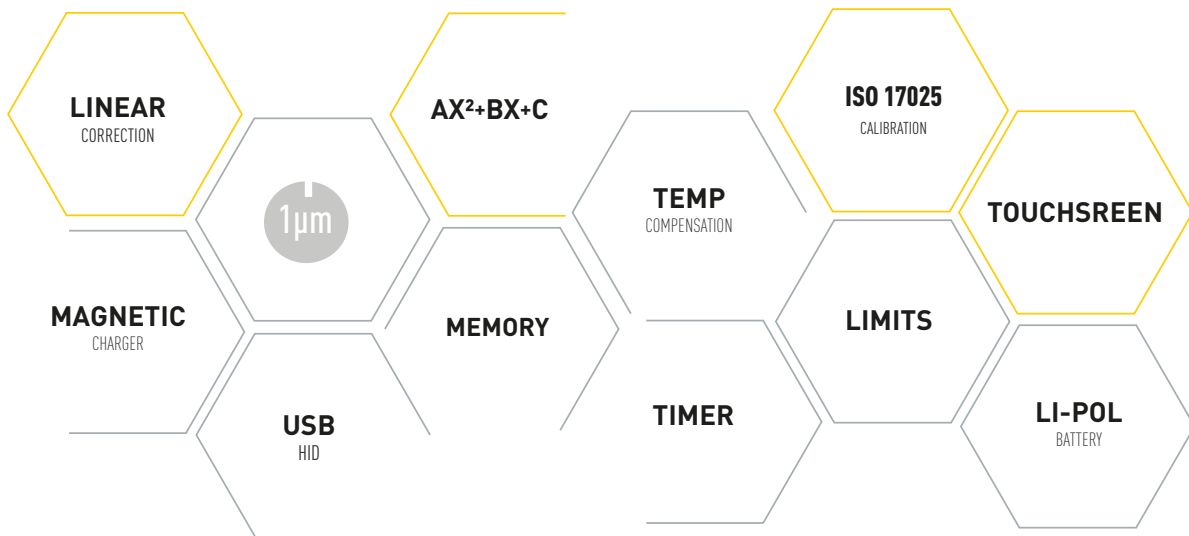 LINEAR
CORRECTION
1µm
MAGNETIC
CHARGER
USB
HID
AX²+BX+C
MEMORY
TEMP
COMPENSATION
TIMER
ISO 17025
CALIBRATION
LIMITS
TOUCHSREEN
LI-POL
BATTERY